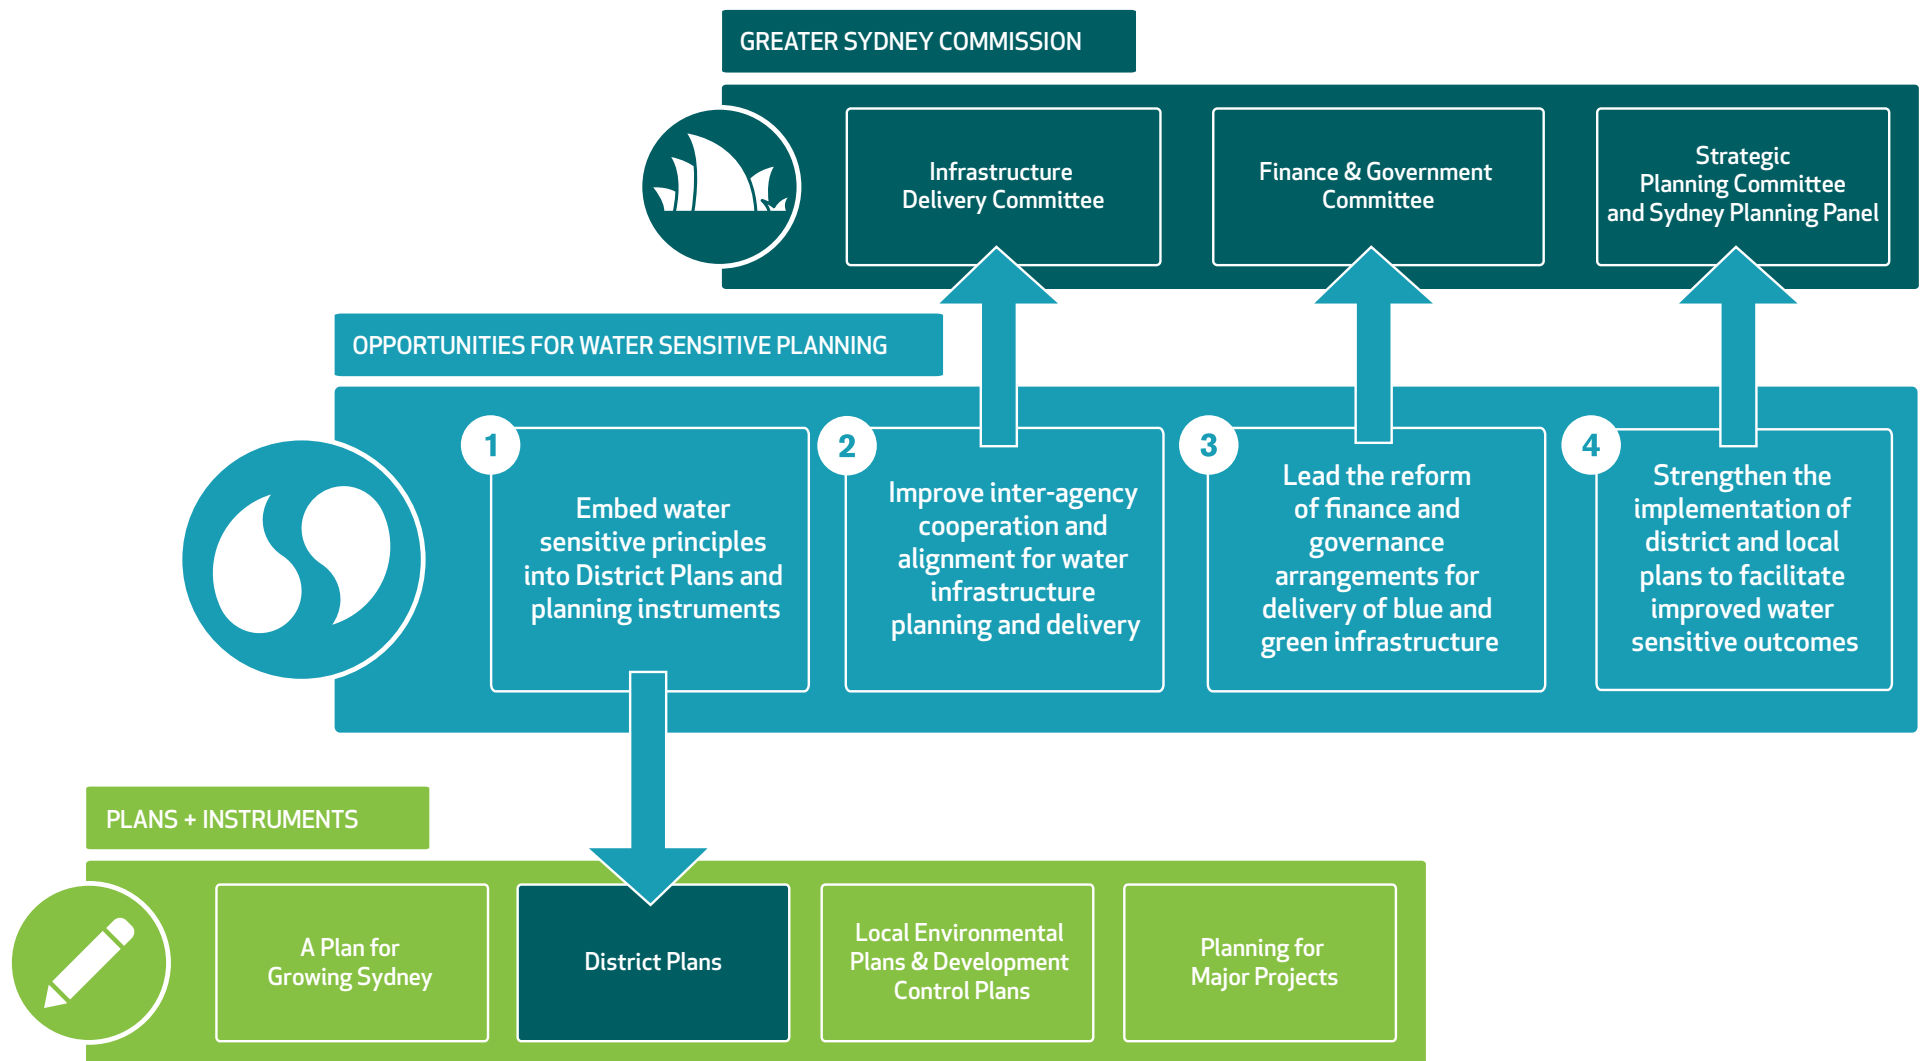 GREATER SYDNEY COMMISSION
Infrastructure
Delivery Committee
Finance & Government
Committee
Strategic
Planning Committee
and Sydney Planning Panel
OPPORTUNITIES FOR WATER SENSITIVE PLANNING
1
Embed water
sensitive principles
into District Plans and
planning instruments
2
Improve inter-agency
cooperation and
alignment for water
infrastructure
planning and delivery
3
Lead the reform
of finance and
governance
arrangements for
delivery of blue and
green infrastructure
4
Strengthen the
implementation of
district and local
plans to facilitate
improved water
sensitive outcomes
PLANS + INSTRUMENTS
A Plan for
Growing Sydney
District Plans
Local Environmental
Plans & Development
Control Plans
Planning for
Major Projects